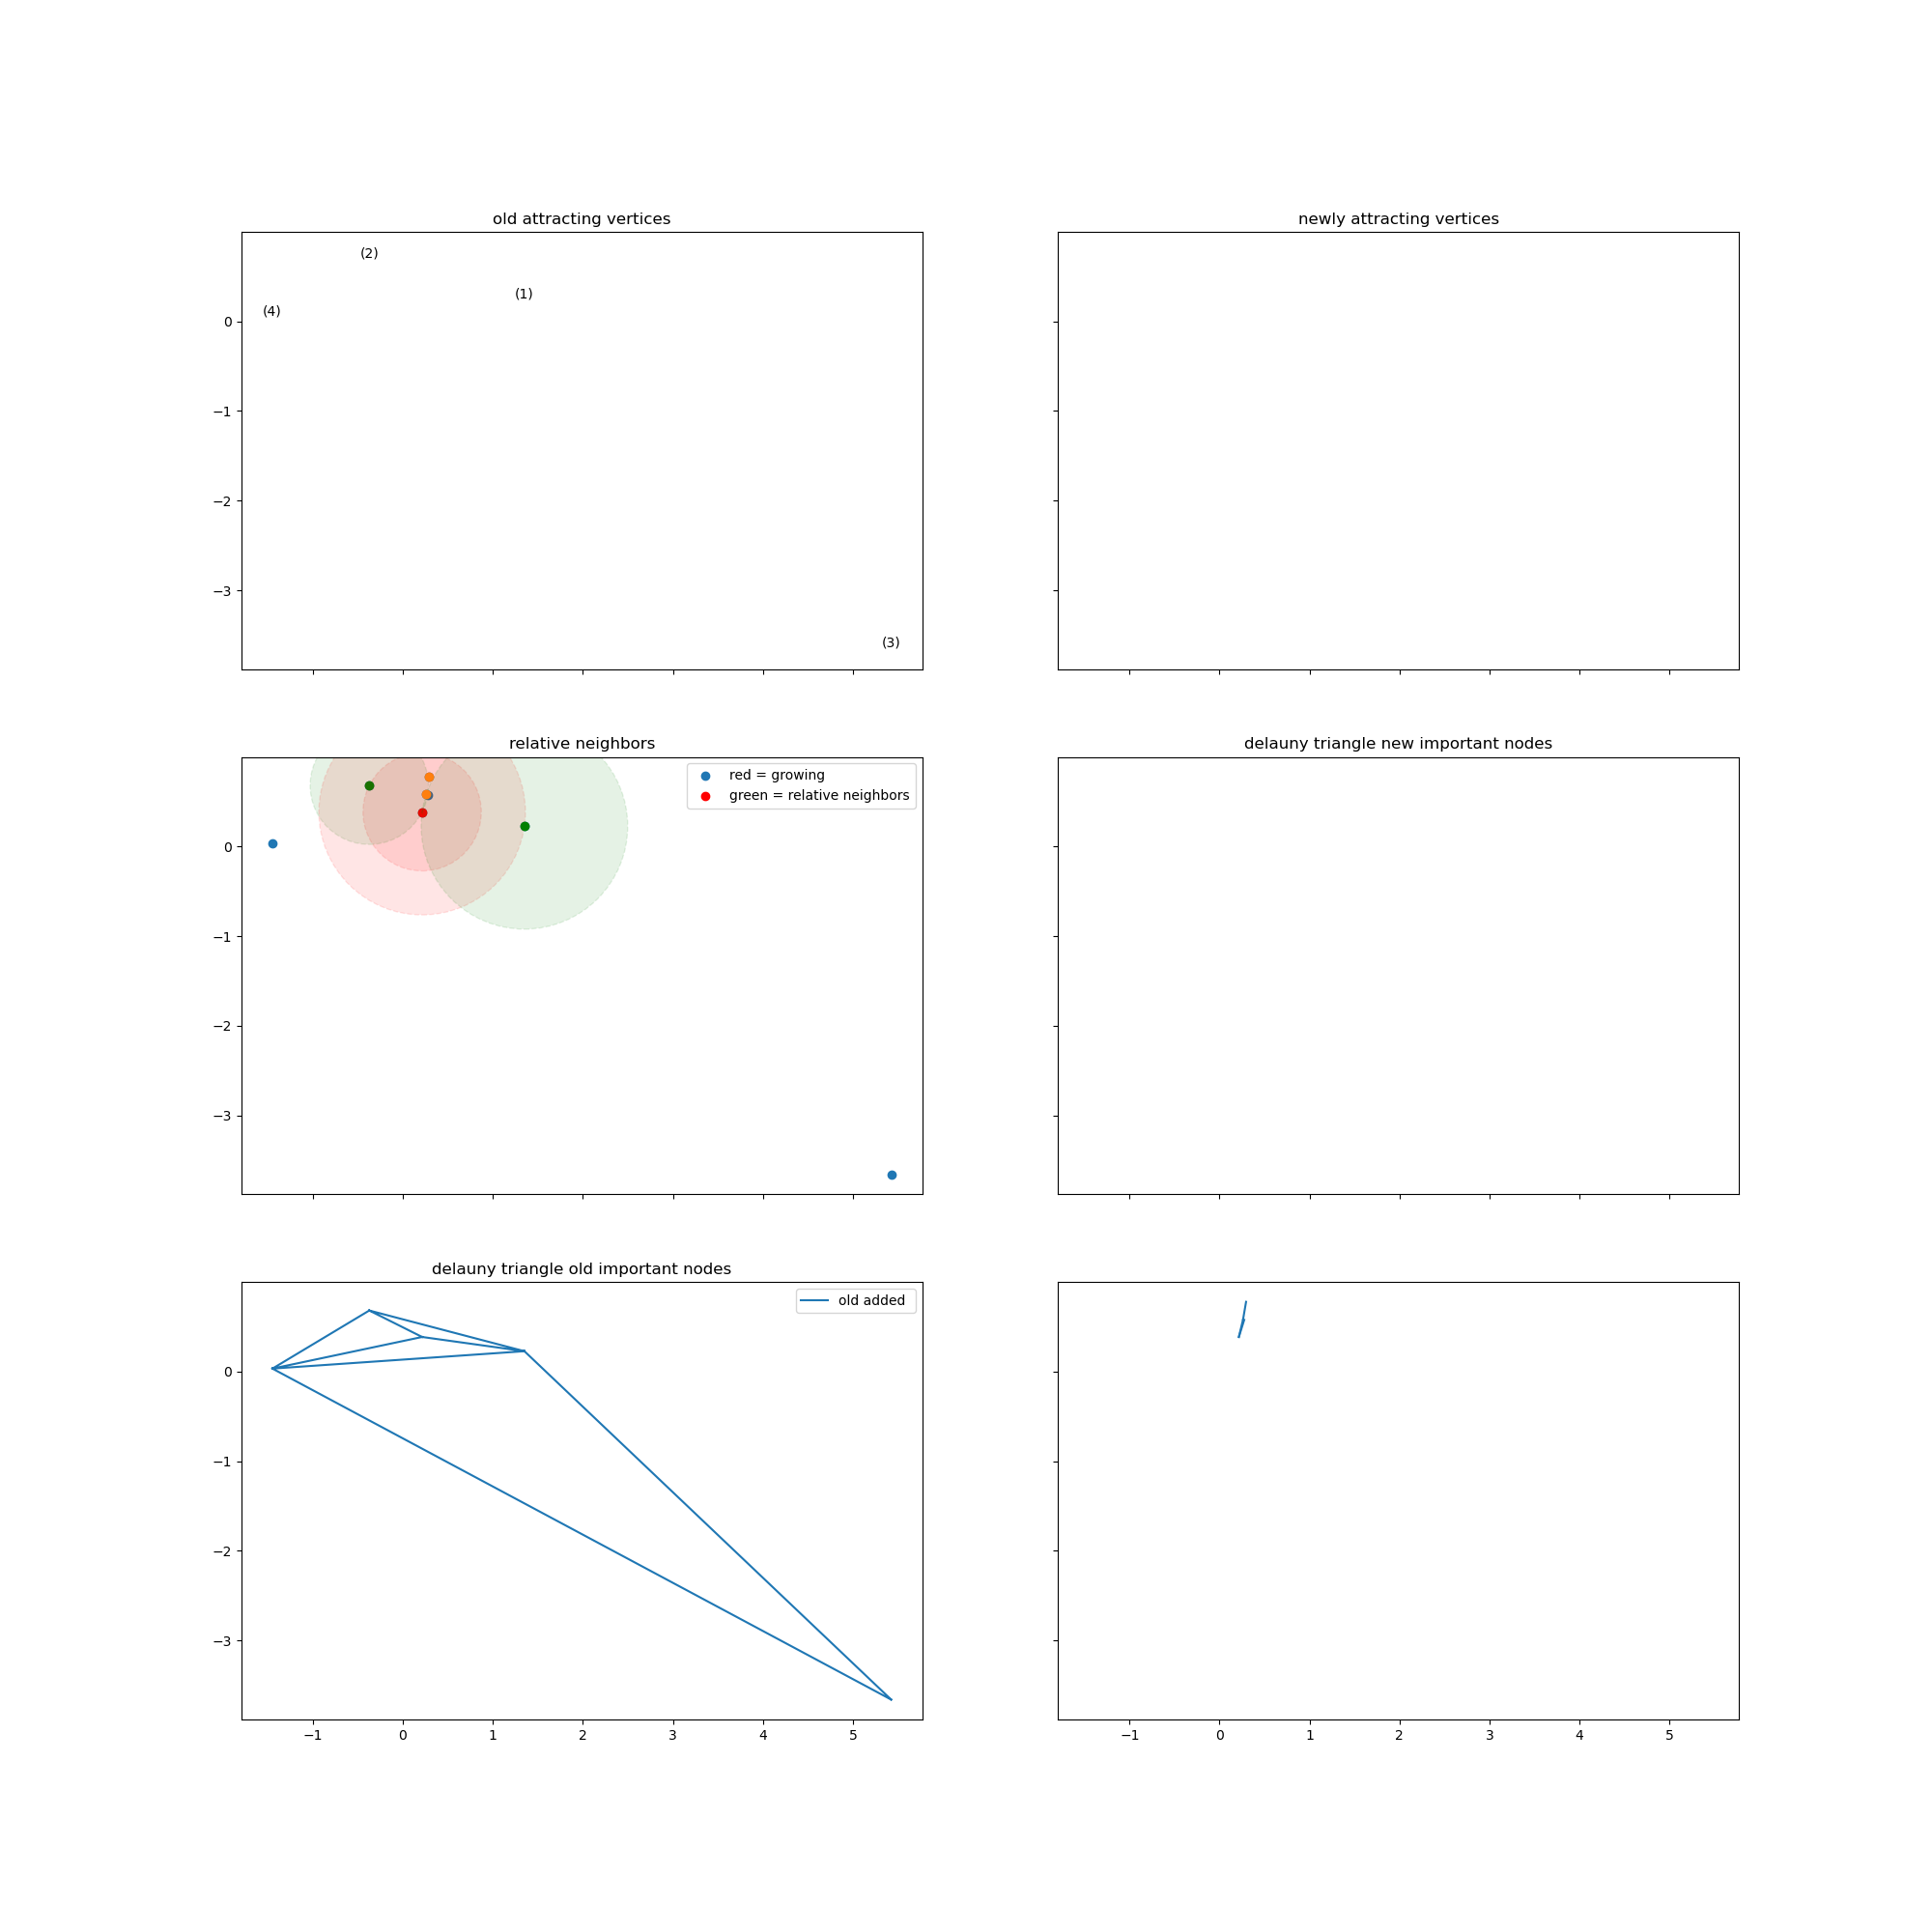 old attracting vertices
newly attracting vertices
(2)
(1)
(4)
0
−1
−2
−3
(3)
relative neighbors
delauny triangle new important nodes
red = growing
green = relative neighbors
0
−1
−2
−3
delauny triangle old important nodes
old added
0
−1
−2
−3
−1 0 1 2 3 4 5
−1 0 1 2 3 4 5